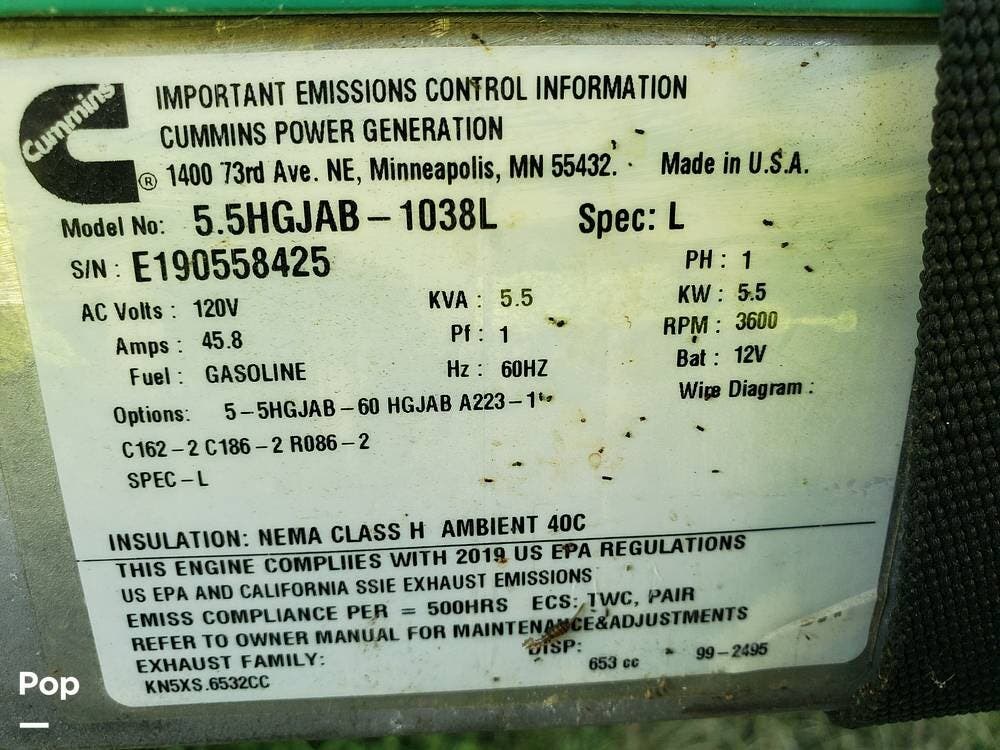 Cummins
IMPORTANT EMISSIONS CONTROL INFORMATION
CUMMINS POWER GENERATION
® 1400 73rd Ave. NE, Minneapolis, MN 55432. Made in U.S.A.
Model No: 5.5HGJAB – 1038L Spec: L
S/N : E190558425 PH : 1
AC Volts : 120V KVA : 5.5 KW : 5.5
Amps : 45.8 Pf : 1 RPM : 3600
Fuel : GASOLINE Hz : 60HZ Bat : 12V
Options: 5–5HGJAB–60 HGJAB A223–1 Wire Diagram :
C162–2 C186–2 R086–2
SPEC–L
INSULATION: NEMA CLASS H AMBIENT 40C
THIS ENGINE COMPLIIES WITH 2019 US EPA REGULATIONS
US EPA AND CALIFORNIA SSIE EXHAUST EMISSIONS
EMISS COMPLIANCE PER = 500HRS ECS: TWC, PAIR
REFER TO OWNER MANUAL FOR MAINTENANCE&ADJUSTMENTS
EXHAUST FAMILY: DISP:
KN5XS.6532CC 653 cc 99–2495
Pop